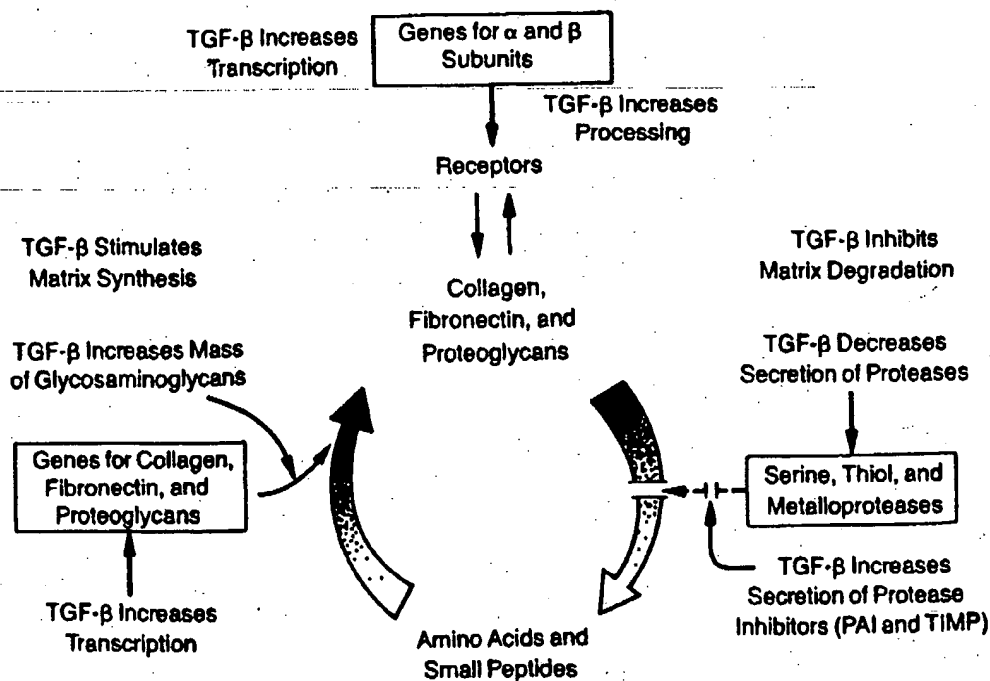 TGF-β Increases
Transcription
Genes for α and β
Subunits
TGF-β Increases
Processing
Receptors
TGF-β Stimulates
Matrix Synthesis
TGF-β Inhibits
Matrix Degradation
Collagen,
Fibronectin, and
Proteoglycans
TGF-β Increases Mass
of Glycosaminoglycans
TGF-β Decreases
Secretion of Proteases
Genes for Collagen,
Fibronectin, and
Proteoglycans
Serine, Thiol, and
Metalloproteases
TGF-β Increases
Transcription
TGF-β Increases
Secretion of Protease
Inhibitors (PAI and TIMP)
Amino Acids and
Small Peptides